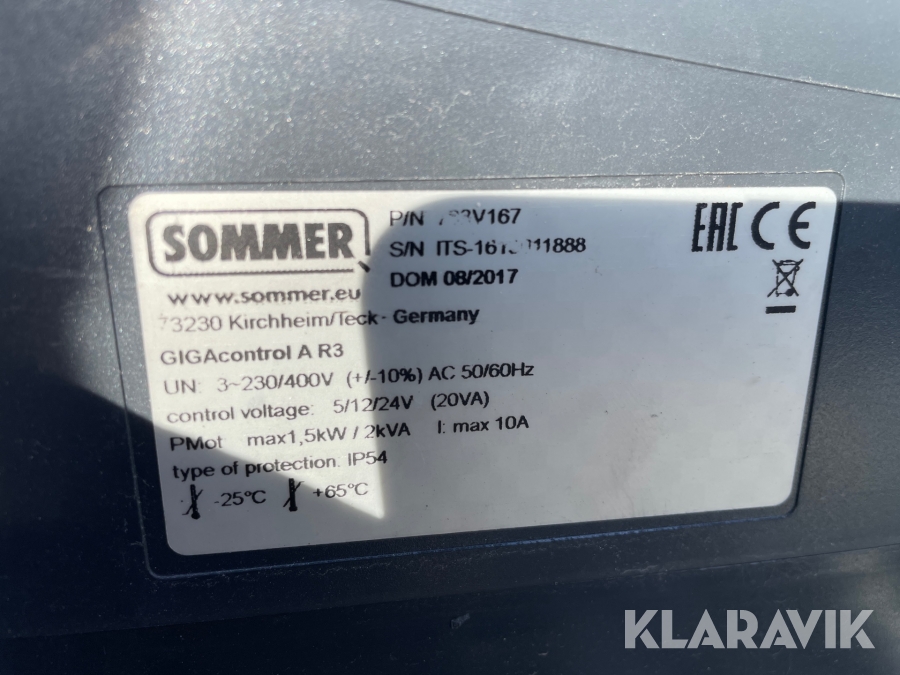 SOMMER
www.sommer.eu
P/N
S/N
DOM 08/2017
EAC CE
73230 Kirchheim/Teck - Germany
GIGAcontrol A R3
UN: 3~230/400V (+/-10%) AC 50/60Hz
control voltage: 5/12/24V (20VA)
PMot max1,5kW / 2kVA I: max 10A
type of protection: IP54
-25°C +65°C
KLARAVIK